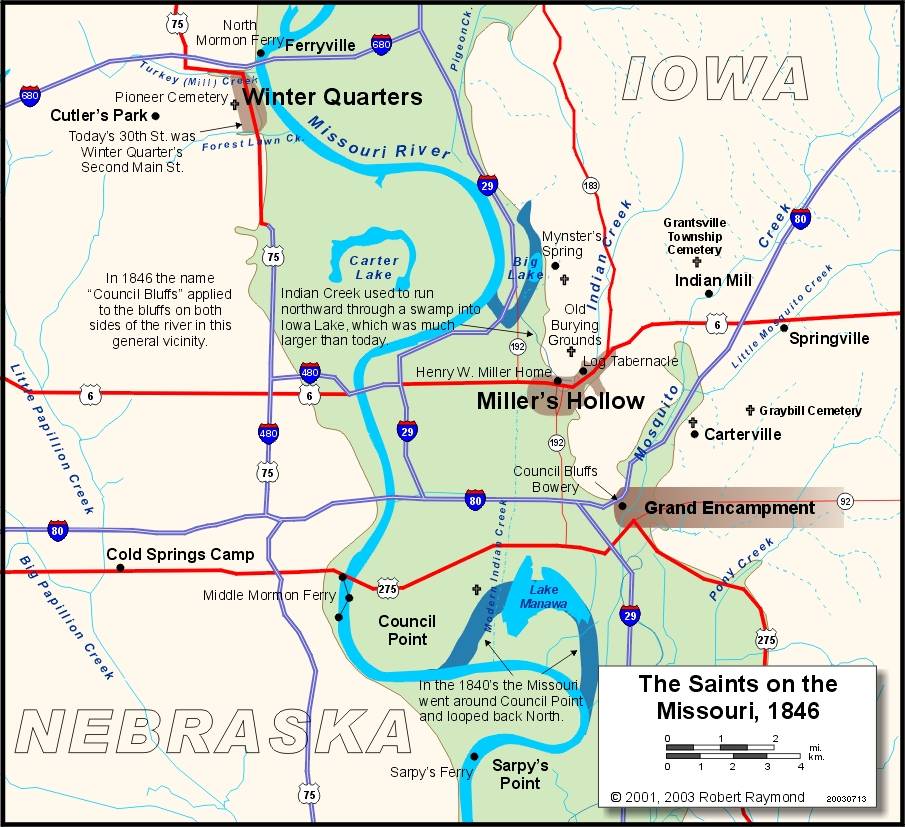 75
North
Mormon Ferry
Ferryville
680
Pigeon Ck.
IOWA
680
Turkey (Mill) Creek
Pioneer Cemetery
Winter Quarters
Cutler's Park
Today's 30th St. was
Winter Quarter's
Second Main St.
Forest Lawn Ck.
Missouri River
29
183
80
Creek
Indian Creek
Grantsville
Township
Cemetery
Mynster's
Spring
75
Carter
Lake
Big
Lake
Indian Mill
In 1846 the name
“Council Bluffs” applied
to the bluffs on both
sides of the river in this
general vicinity.
Indian Creek used to run
northward through a swamp into
Iowa Lake, which was much
larger than today.
Old
Burying
Grounds
6
Little Mosquito Creek
Springville
192
Log Tabernacle
480
Henry W. Miller Home
6
6
Miller's Hollow
Mosquito
Graybill Cemetery
Little Papillion Creek
480
29
192
Carterville
75
Council Bluffs
Bowery
80
Grand Encampment
92
80
Cold Springs Camp
Modern Indian Creek
Pony Creek
Big Papillion Creek
Middle Mormon Ferry
275
Lake
Manawa
29
Council
Point
275
In the 1840's the Missouri
went around Council Point
and looped back North.
NEBRASKA
The Saints on the
Missouri, 1846
0 1 2 mi.
0 1 2 3 4 km.
Sarpy's Ferry
Sarpy's
Point
75
© 2001, 2003 Robert Raymond
20030713